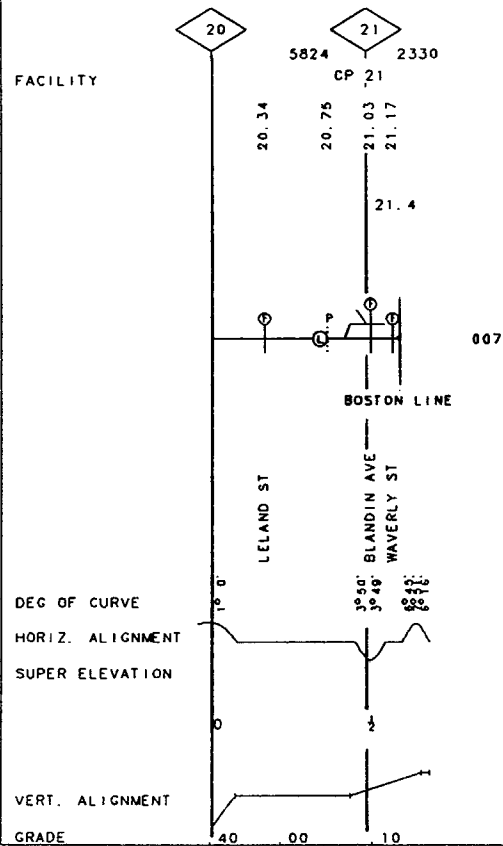 20 21
5824 2330
FACILITY CP 21
20.34 20.75 21.03 21.17
21.4
F
F P F
L 007
BOSTON LINE
LELAND ST BLANDIN AVE WAVERLY ST
DEG OF CURVE 1° 0' 3° 50' 3° 49'
HORIZ. ALIGNMENT
SUPER ELEVATION
0 1/2
VERT. ALIGNMENT
GRADE 40 00 10